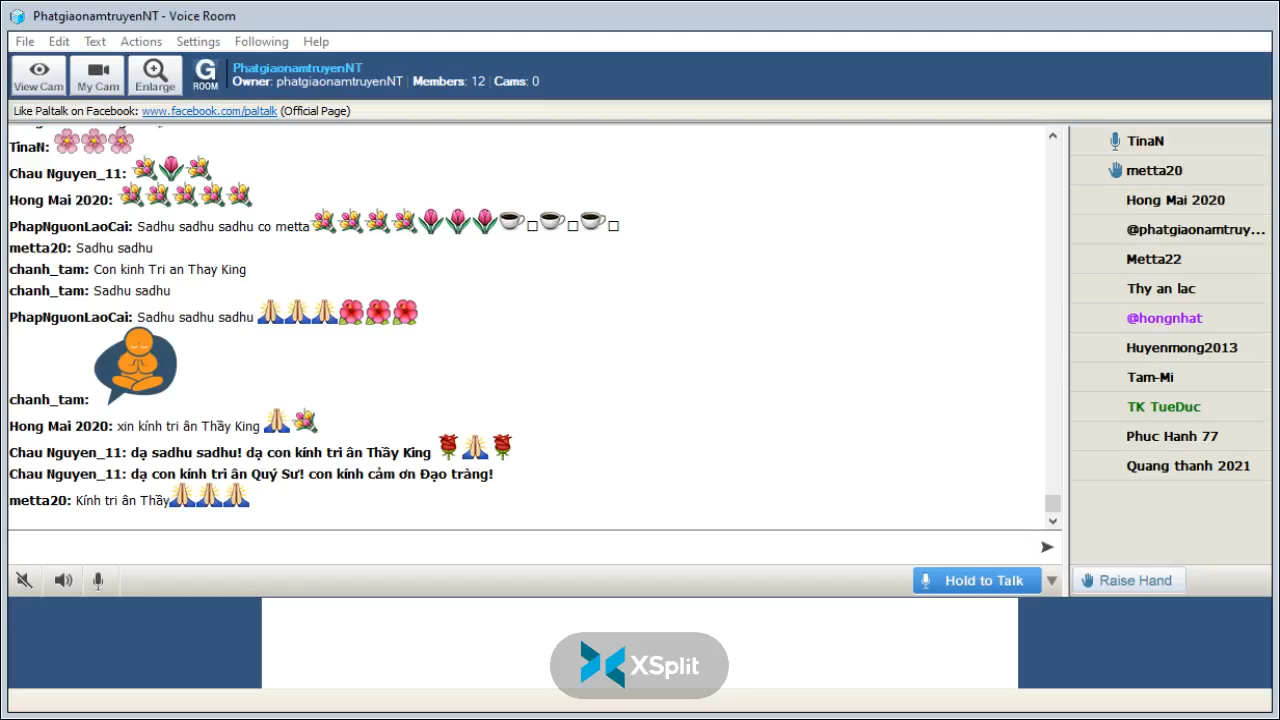 PhatgiaonamtruyenNT - Voice Room
File Edit Text Actions Settings Following Help
View Cam My Cam Enlarge G ROOM
PhatgiaonamtruyenNT
Owner: phatgiaonamtruyenNT Members: 12 Cams: 0
Like Paltalk on Facebook: www.facebook.com/paltalk (Official Page)
TinaN:
Chau Nguyen_11:
Hong Mai 2020:
PhapNguonLaoCai: Sadhu sadhu sadhu co metta
metta20: Sadhu sadhu
chanh_tam: Con kinh Tri an Thay King
chanh_tam: Sadhu sadhu
PhapNguonLaoCai: Sadhu sadhu sadhu
chanh_tam:
Hong Mai 2020: xin kính tri ân Thầy King
Chau Nguyen_11: dạ sadhu sadhu! dạ con kính tri ân Thầy King
Chau Nguyen_11: dạ con kính tri ân Quý Sư! con kính cảm ơn Đạo tràng!
metta20: Kính tri ân Thầy
TinaN
metta20
Hong Mai 2020
@phatgiaonamtruy...
Metta22
Thy an lac
@hongnhat
Huyenmong2013
Tam-Mi
TK TueDuc
Phuc Hanh 77
Quang thanh 2021
Hold to Talk
Raise Hand
XSplit